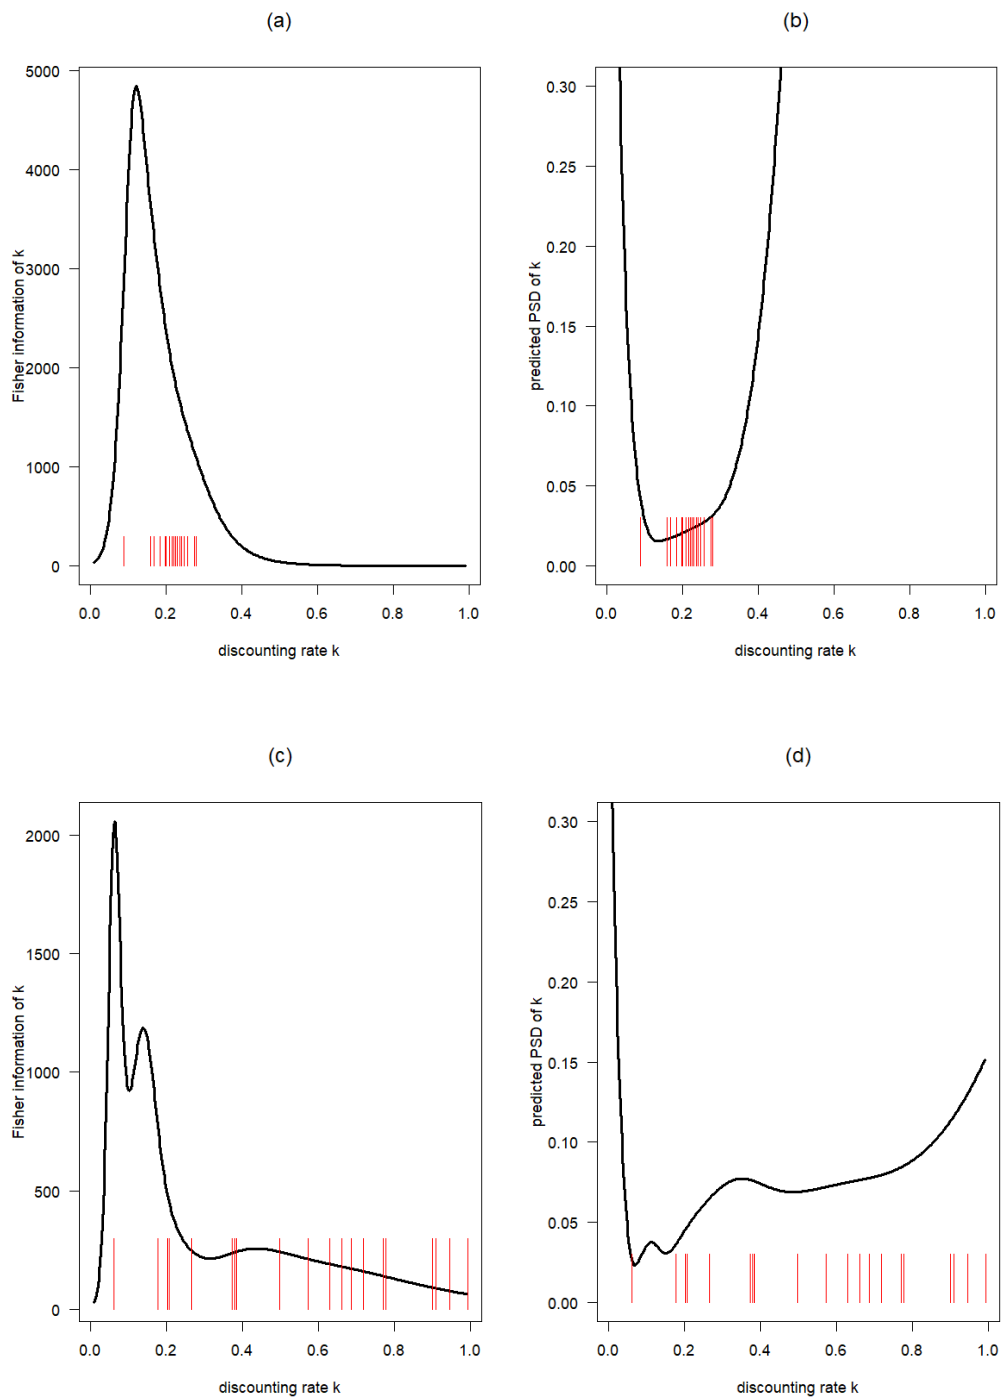 (a)
Fisher information of k
5000
4000
3000
2000
1000
0
0.0 0.2 0.4 0.6 0.8 1.0
discounting rate k
(b)
predicted PSD of k
0.30
0.25
0.20
0.15
0.10
0.05
0.00
0.0 0.2 0.4 0.6 0.8 1.0
discounting rate k
(c)
Fisher information of k
2000
1500
1000
500
0
0.0 0.2 0.4 0.6 0.8 1.0
discounting rate k
(d)
predicted PSD of k
0.30
0.25
0.20
0.15
0.10
0.05
0.00
0.0 0.2 0.4 0.6 0.8 1.0
discounting rate k